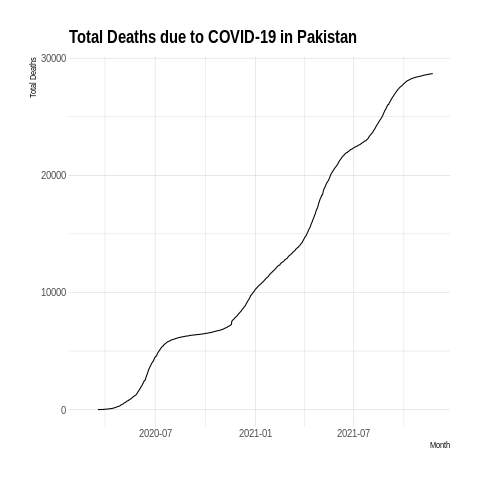 Total Deaths due to COVID-19 in Pakistan
Total Deaths
30000
20000
10000
0
2020-07
2021-01
2021-07
Month